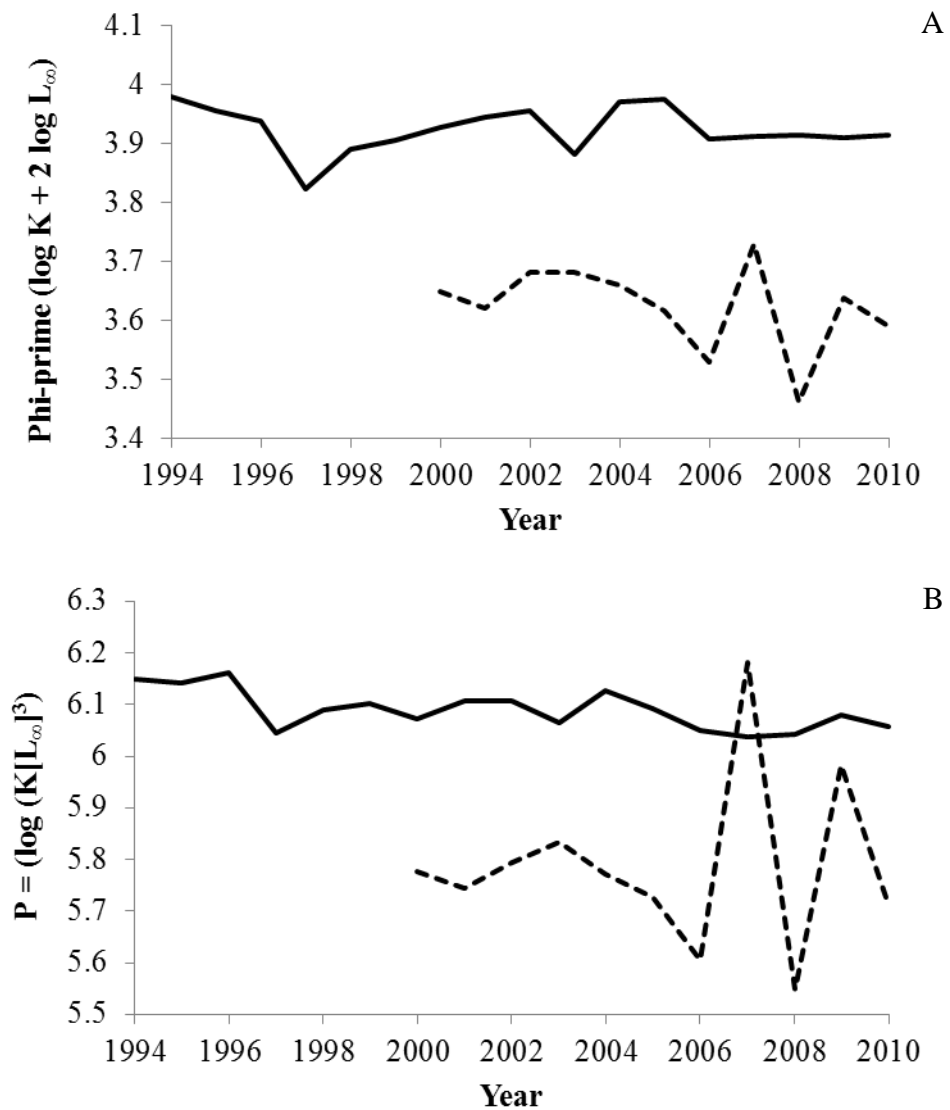 A
4.1
4
3.9
3.8
3.7
3.6
3.5
3.4
Phi-prime (log K + 2 log L∞)
1994 1996 1998 2000 2002 2004 2006 2008 2010
Year
B
6.3
6.2
6.1
6
5.9
5.8
5.7
5.6
5.5
P = (log (K[L∞]³)
1994 1996 1998 2000 2002 2004 2006 2008 2010
Year